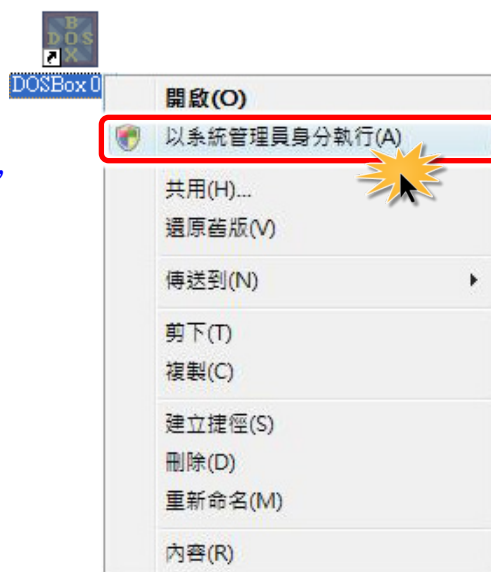 DOS
BOX
DOSBox 0
,
開啟(O)
以系統管理員身分執行(A)
共用(H)...
還原舊版(V)
傳送到(N)
剪下(T)
複製(C)
建立捷徑(S)
刪除(D)
重新命名(M)
內容(R)